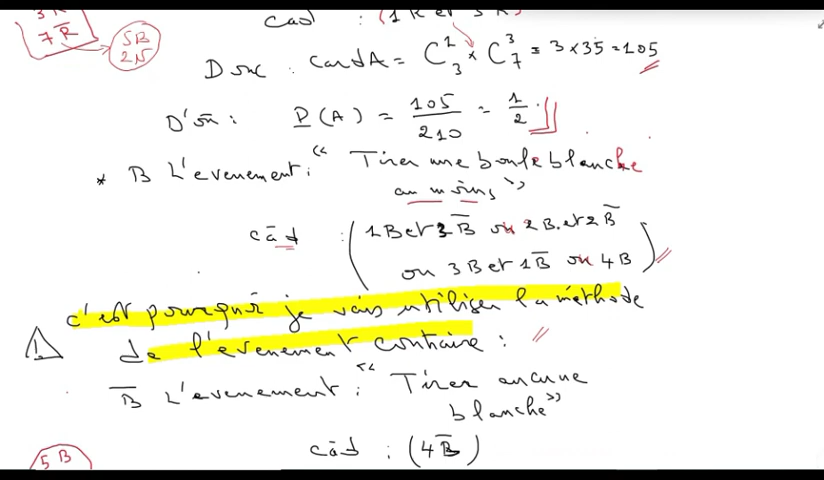 3R
7R̅
5B
2N
càd : (1R et 3R̅)
Donc : card A = C₃¹ × C₇³ = 3 × 35 = 105
D'où : P(A) = 105/210 = 1/2
* B L'evenement : « Tirer une boule blanche
au moins »
càd : (1B et 3B̅ ou 2B et 2B̅
ou 3B et 1B̅ ou 4B)
c'est pourquoi je vais utiliser la méthode
de l'evenement contraire :
B̅ L'evenement : « Tirer aucune
blanche »
càd : (4B̅)
5B